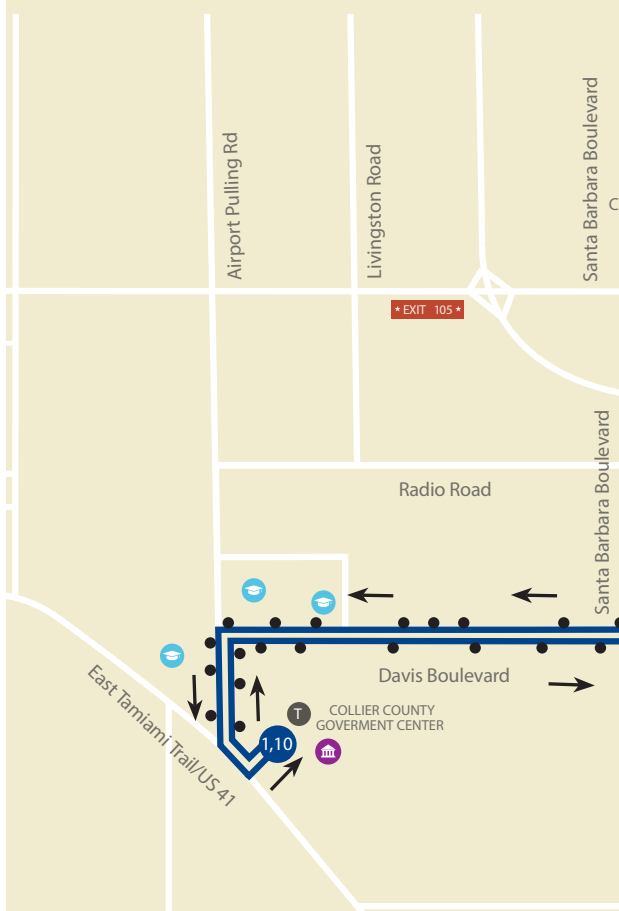 Airport Pulling Rd
Livingston Road
Santa Barbara Boulevard
C
* EXIT 105 *
Radio Road
Santa Barbara Boulevard
Davis Boulevard
East Tamiami Trail/US 41
T
COLLIER COUNTY
GOVERMENT CENTER
1,10